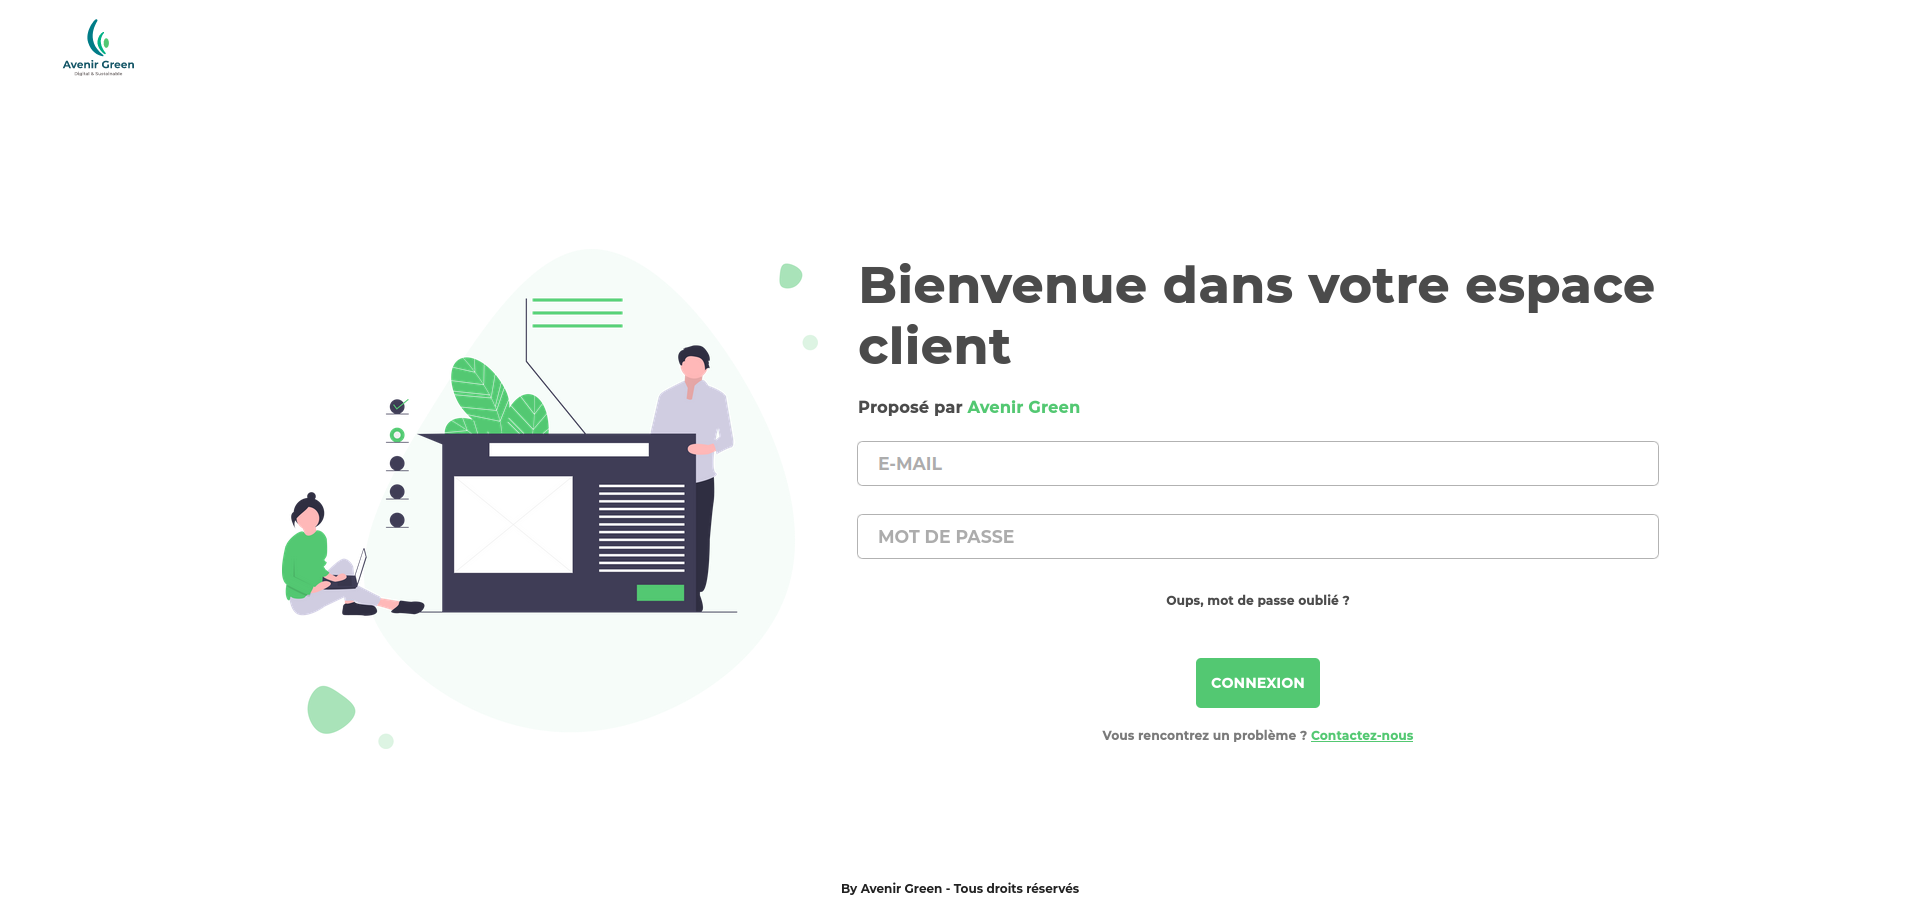 Avenir Green
Digital & Sustainable
Bienvenue dans votre espace
client
Proposé par Avenir Green
E-MAIL
MOT DE PASSE
Oups, mot de passe oublié ?
CONNEXION
Vous rencontrez un problème ? Contactez-nous
By Avenir Green - Tous droits réservés